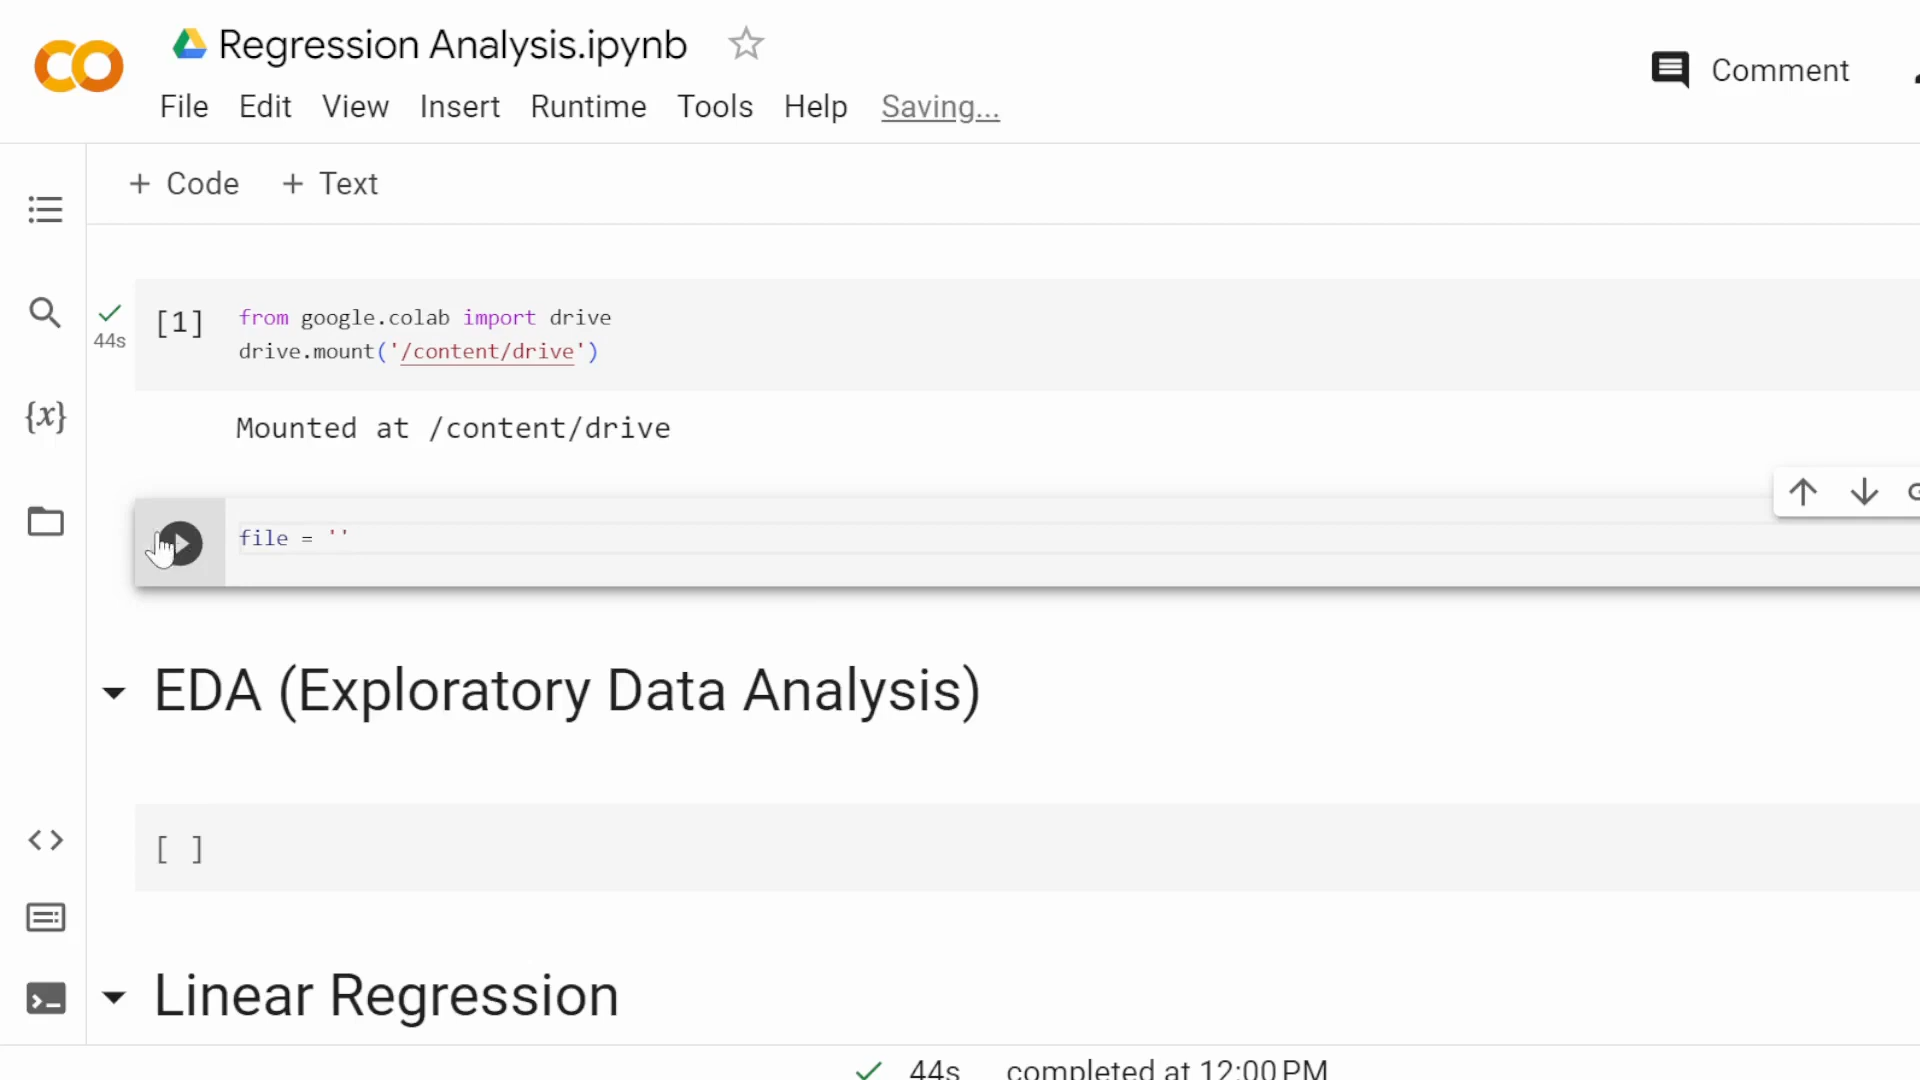 Regression Analysis.ipynb
Comment
File Edit View Insert Runtime Tools Help Saving...
+ Code + Text
[1] from google.colab import drive
44s drive.mount('/content/drive')
Mounted at /content/drive
{x}
file = ''
EDA (Exploratory Data Analysis)
[ ]
Linear Regression
44s completed at 12:00 PM